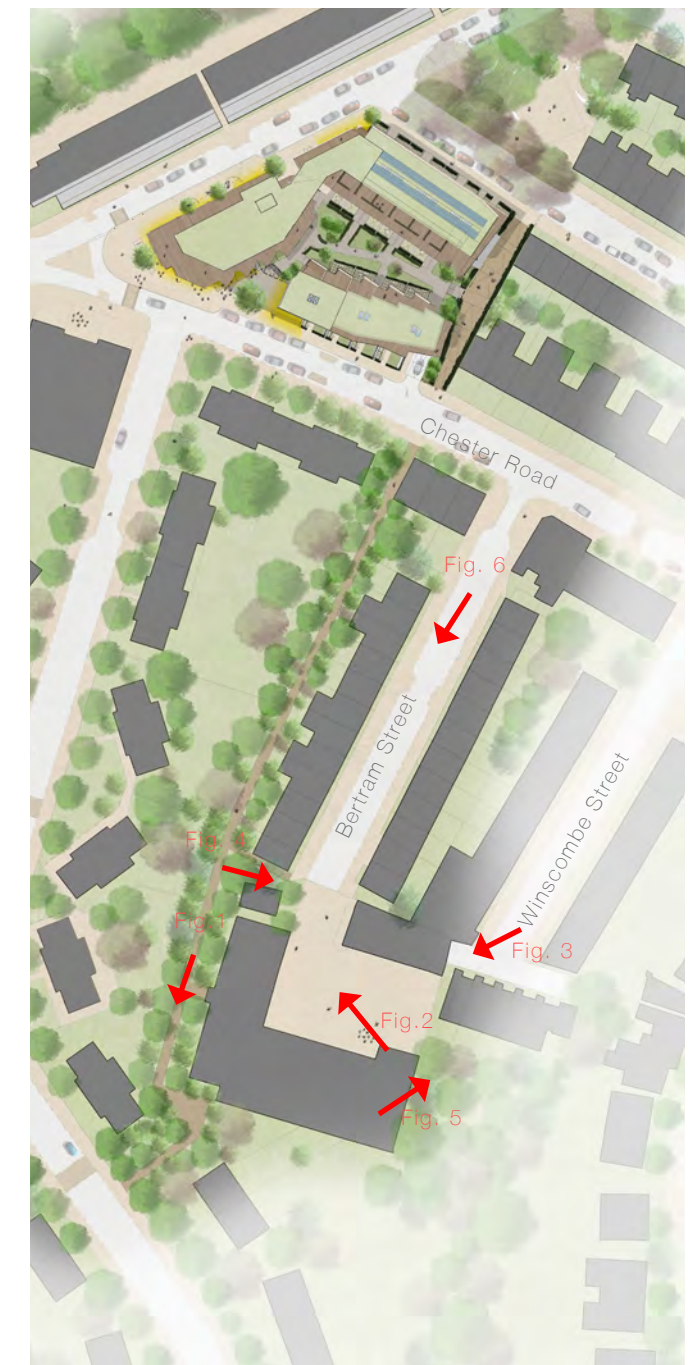 Chester Road
Fig. 6
Bertram Street
Winscombe Street
Fig. 4
Fig.1
Fig. 3
Fig.2
Fig. 5